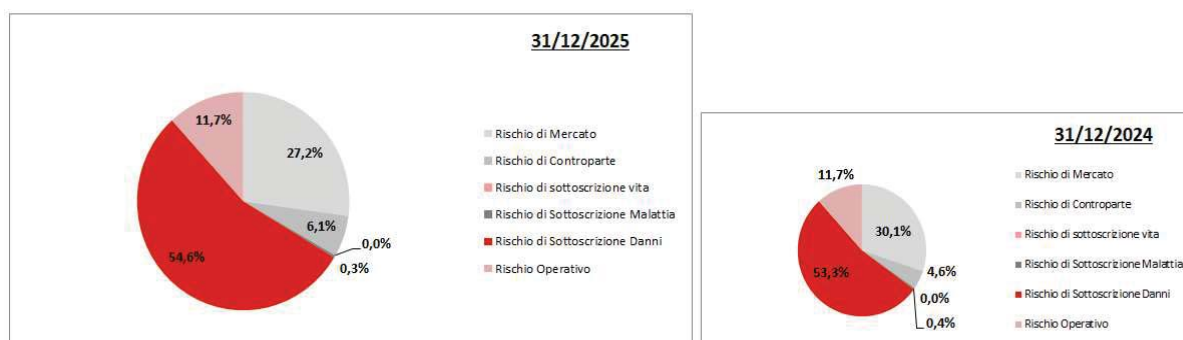 31/12/2025
11,7%
27,2%
6,1%
0,0%
0,3%
54,6%
Rischio di Mercato
Rischio di Controparte
Rischio di sottoscrizione vita
Rischio di Sottoscrizione Malattia
Rischio di Sottoscrizione Danni
Rischio Operativo
31/12/2024
11,7%
30,1%
4,6%
0,0%
0,4%
53,3%
Rischio di Mercato
Rischio di Controparte
Rischio di sottoscrizione vita
Rischio di Sottoscrizione Malattia
Rischio di Sottoscrizione Danni
Rischio Operativo